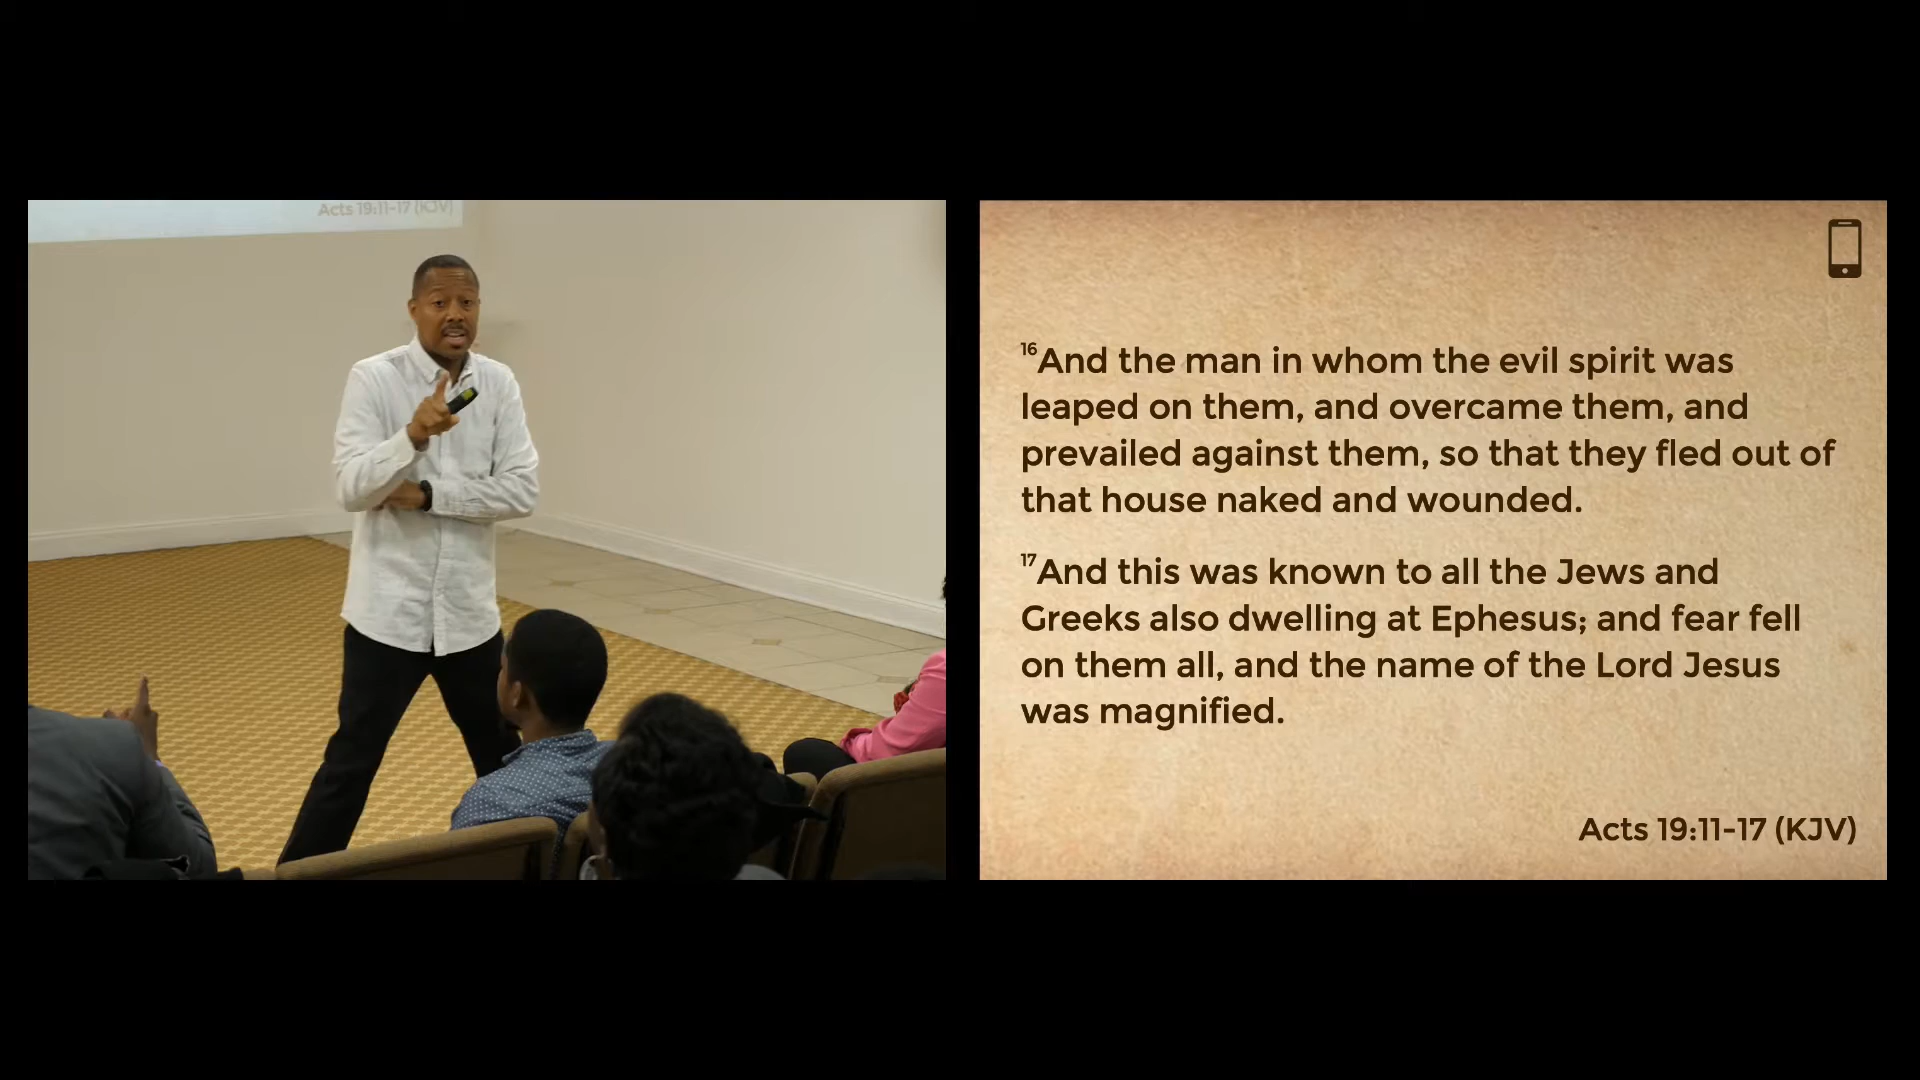 Acts 19:11-17 (KJV)
16And the man in whom the evil spirit was
leaped on them, and overcame them, and
prevailed against them, so that they fled out of
that house naked and wounded.
17And this was known to all the Jews and
Greeks also dwelling at Ephesus; and fear fell
on them all, and the name of the Lord Jesus
was magnified.
Acts 19:11-17 (KJV)